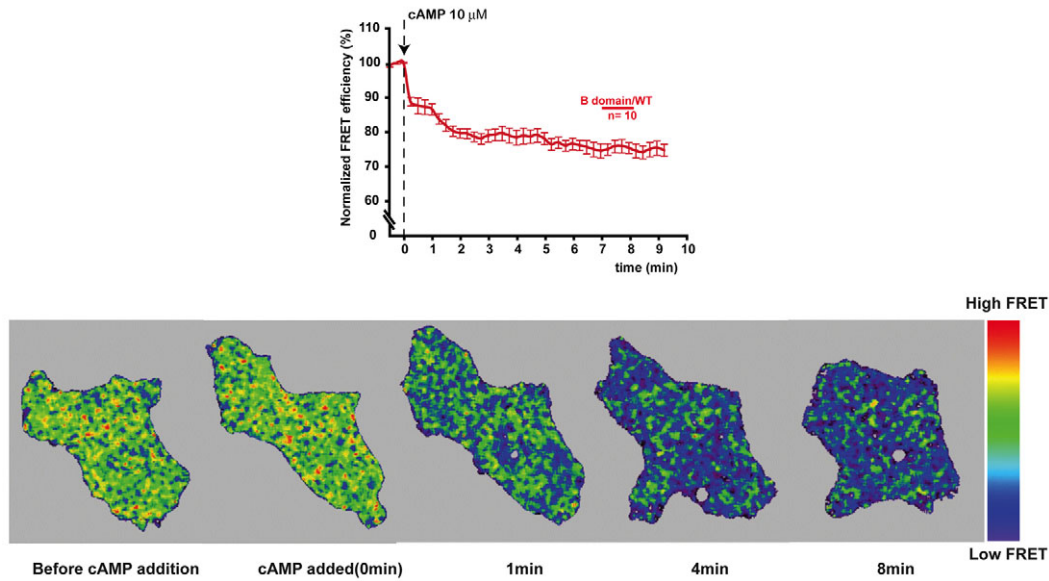 cAMP 10 µM
Normalized FRET efficiency (%)
110
100
90
80
70
60
0
B domain/WT
n= 10
0 1 2 3 4 5 6 7 8 9 10
time (min)
High FRET
Low FRET
Before cAMP addition cAMP added(0min) 1min 4min 8min